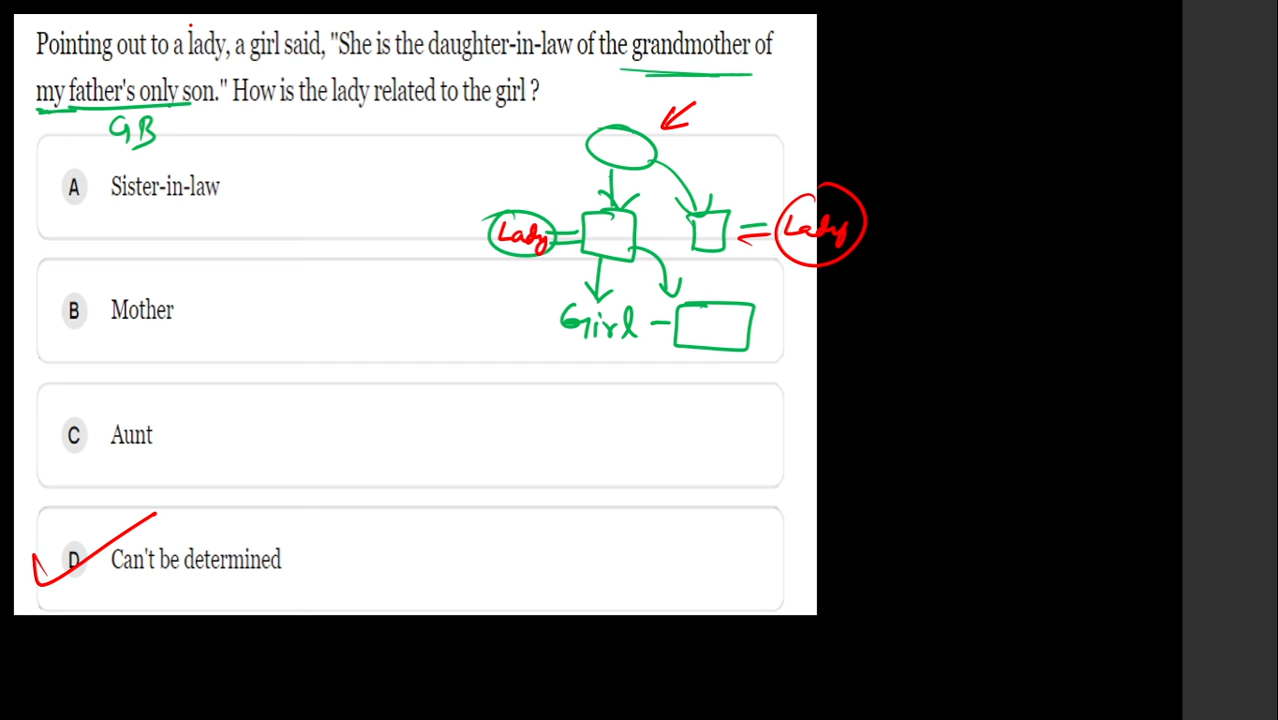 Pointing out to a lady, a girl said, "She is the daughter-in-law of the grandmother of
my father's only son." How is the lady related to the girl ?
GB
A Sister-in-law
Lady
Lady
B Mother
Girl
C Aunt
D Can't be determined